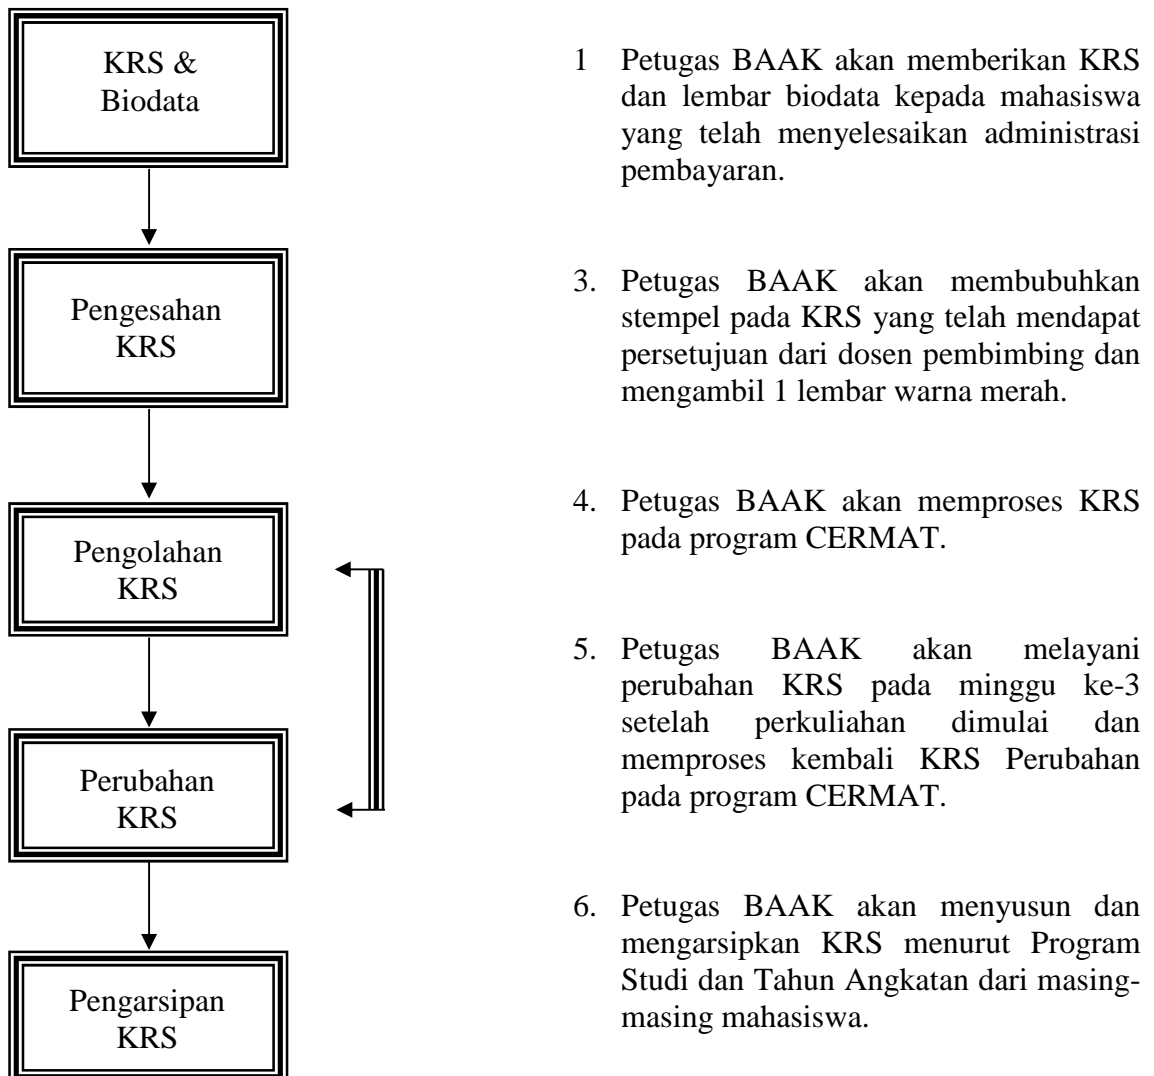 KRS &
Biodata
1 Petugas BAAK akan memberikan KRS
dan lembar biodata kepada mahasiswa
yang telah menyelesaikan administrasi
pembayaran.
Pengesahan
KRS
3. Petugas BAAK akan membubuhkan
stempel pada KRS yang telah mendapat
persetujuan dari dosen pembimbing dan
mengambil 1 lembar warna merah.
Pengolahan
KRS
4. Petugas BAAK akan memproses KRS
pada program CERMAT.
Perubahan
KRS
5. Petugas BAAK akan melayani
perubahan KRS pada minggu ke-3
setelah perkuliahan dimulai dan
memproses kembali KRS Perubahan
pada program CERMAT.
Pengarsipan
KRS
6. Petugas BAAK akan menyusun dan
mengarsipkan KRS menurut Program
Studi dan Tahun Angkatan dari masing-
masing mahasiswa.